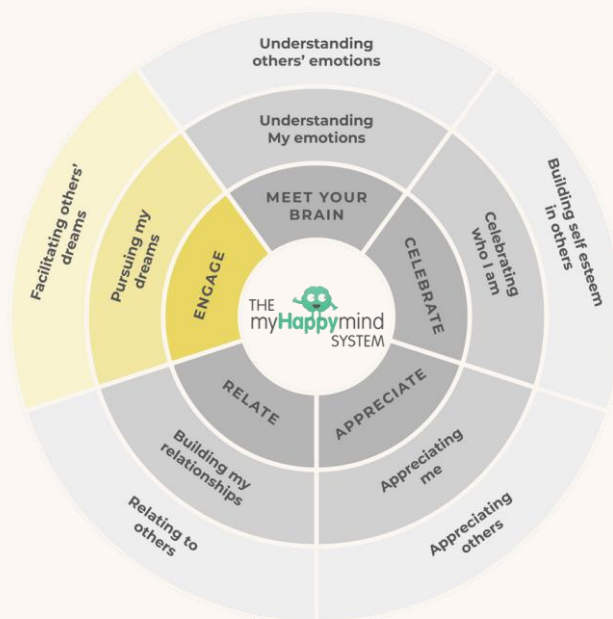 Understanding
others' emotions
Understanding
My emotions
MEET YOUR
BRAIN
Building self esteem
in others
Celebrating
who I am
CELEBRATE
Facilitating others'
dreams
Pursuing my
dreams
ENGAGE
THE
myHappymind
SYSTEM
RELATE
Building my
relationships
Relating to
others
APPRECIATE
Appreciating
me
Appreciating
others